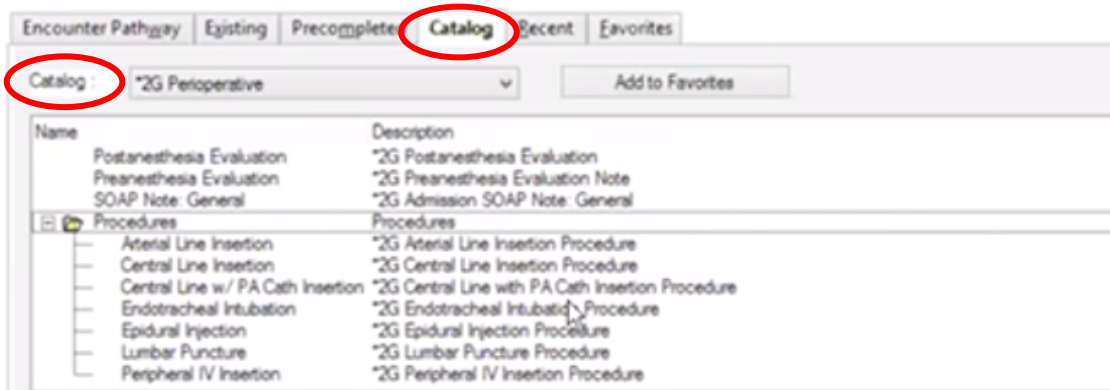 Encounter Pathway Existing Precomplete Catalog Recent Favorites
Catalog : *2G Perioperative Add to Favorites
Name Description
Postanesthesia Evaluation *2G Postanesthesia Evaluation
Preanesthesia Evaluation *2G Preanesthesia Evaluation Note
SOAP Note: General *2G Admission SOAP Note: General
Procedures Procedures
Arterial Line Insertion *2G Arterial Line Insertion Procedure
Central Line Insertion *2G Central Line Insertion Procedure
Central Line w/ PA Cath Insertion *2G Central Line with PA Cath Insertion Procedure
Endotracheal Intubation *2G Endotracheal Intubation Procedure
Epidural Injection *2G Epidural Injection Procedure
Lumbar Puncture *2G Lumbar Puncture Procedure
Peripheral IV Insertion *2G Peripheral IV Insertion Procedure